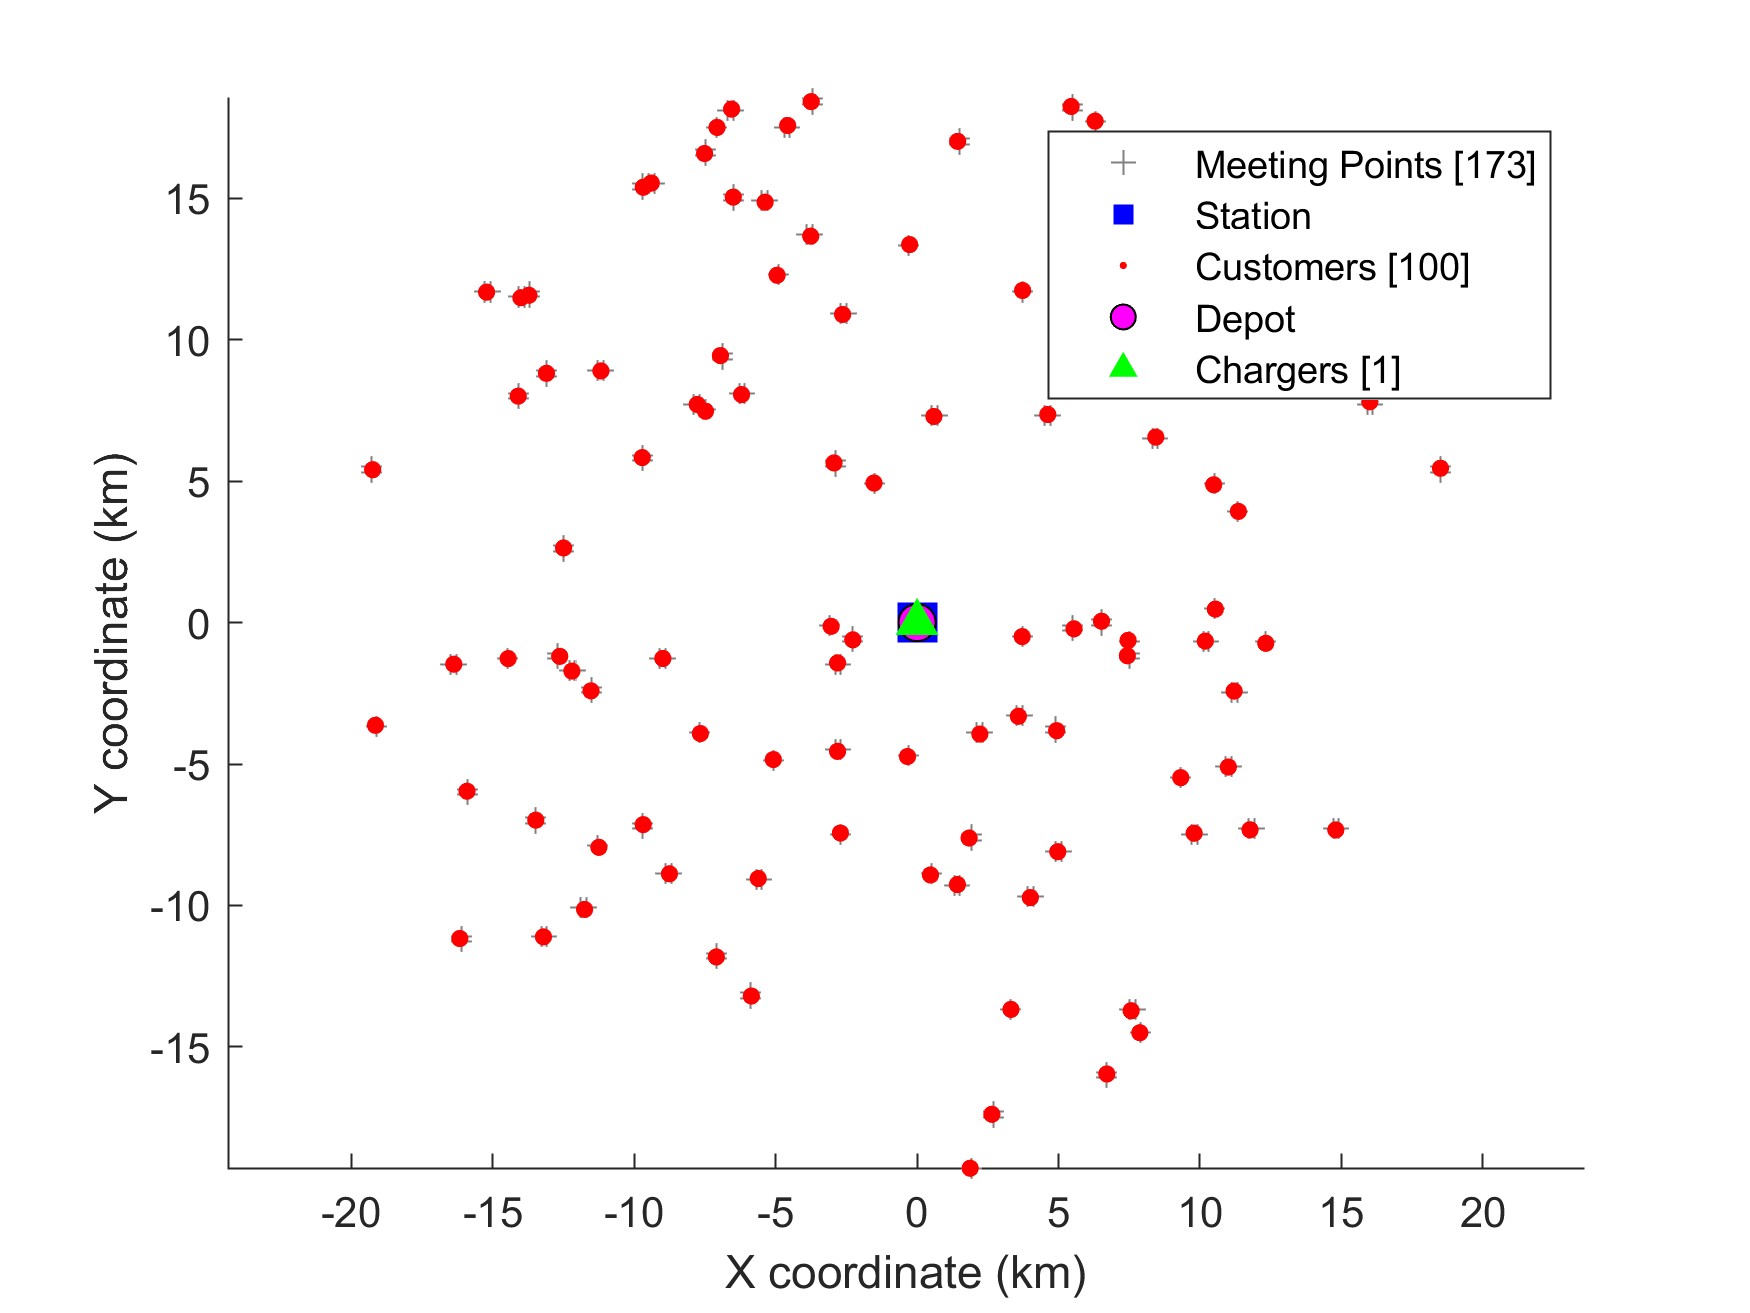 Meeting Points [173]
Station
Customers [100]
Depot
Chargers [1]
15
10
5
0
-5
-10
-15
Y coordinate (km)
-20 -15 -10 -5 0 5 10 15 20
X coordinate (km)